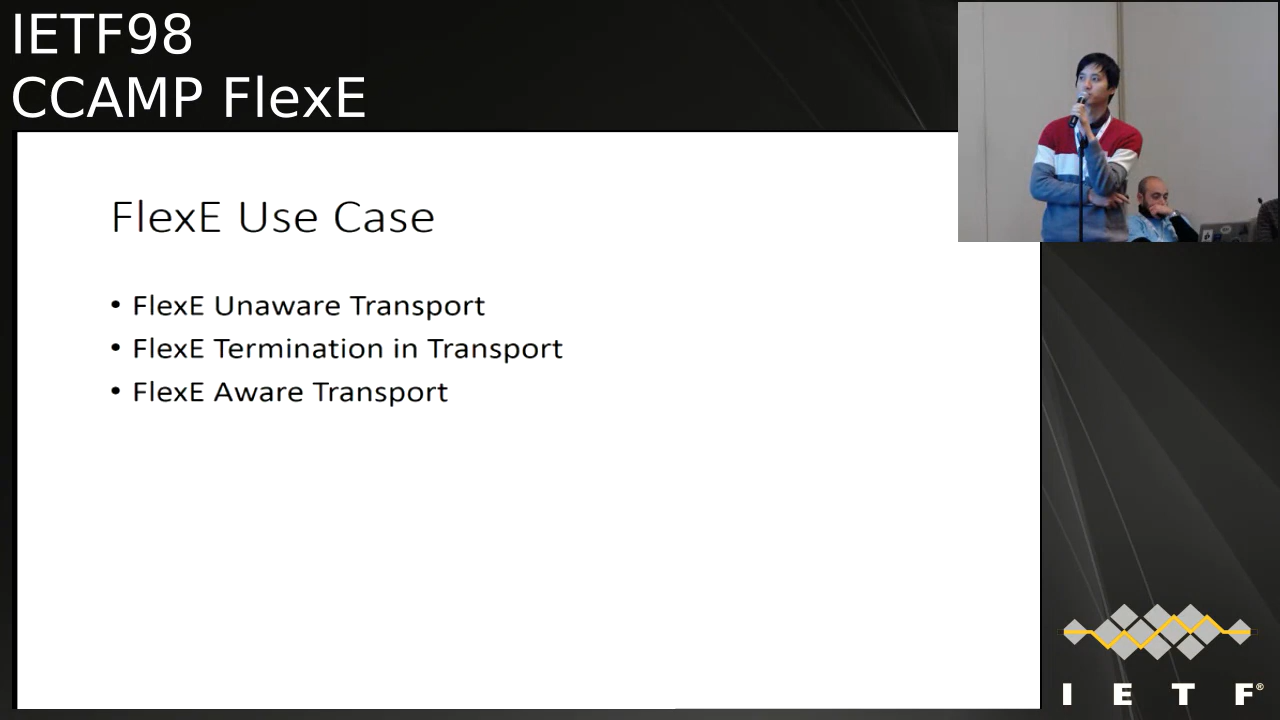 IETF98
CCAMP FlexE
FlexE Use Case
• FlexE Unaware Transport
• FlexE Termination in Transport
• FlexE Aware Transport
I E T F®